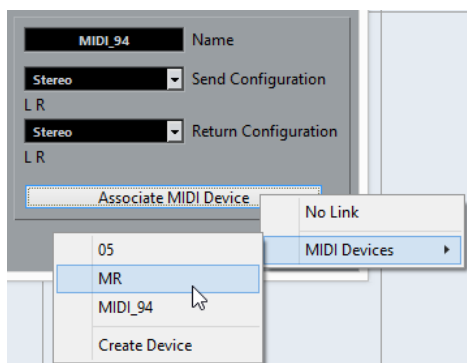 MIDI_94 Name
Stereo Send Configuration
L R
Stereo Return Configuration
L R
Associate MIDI Device
No Link
MIDI Devices
05
MR
MIDI_94
Create Device